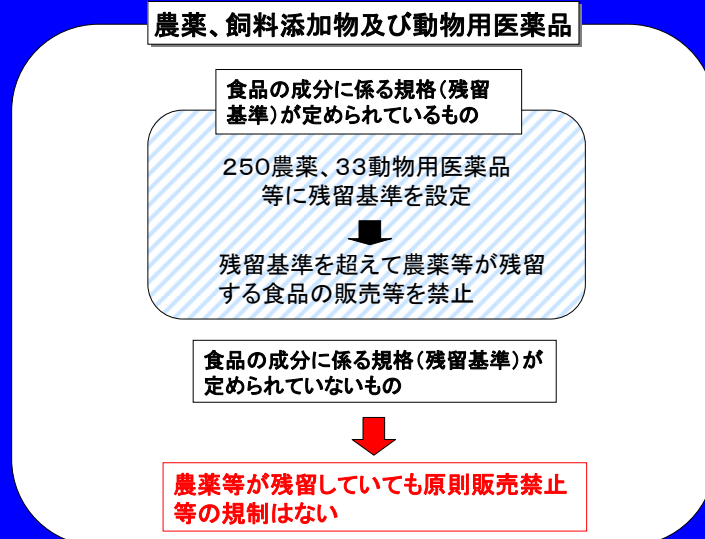 農薬、飼料添加物及び動物用医薬品
食品の成分に係る規格(残留
基準)が定められているもの
250農薬、33動物用医薬品
等に残留基準を設定
残留基準を超えて農薬等が残留
する食品の販売等を禁止
食品の成分に係る規格(残留基準)が
定められていないもの
農薬等が残留していても原則販売禁止
等の規制はない